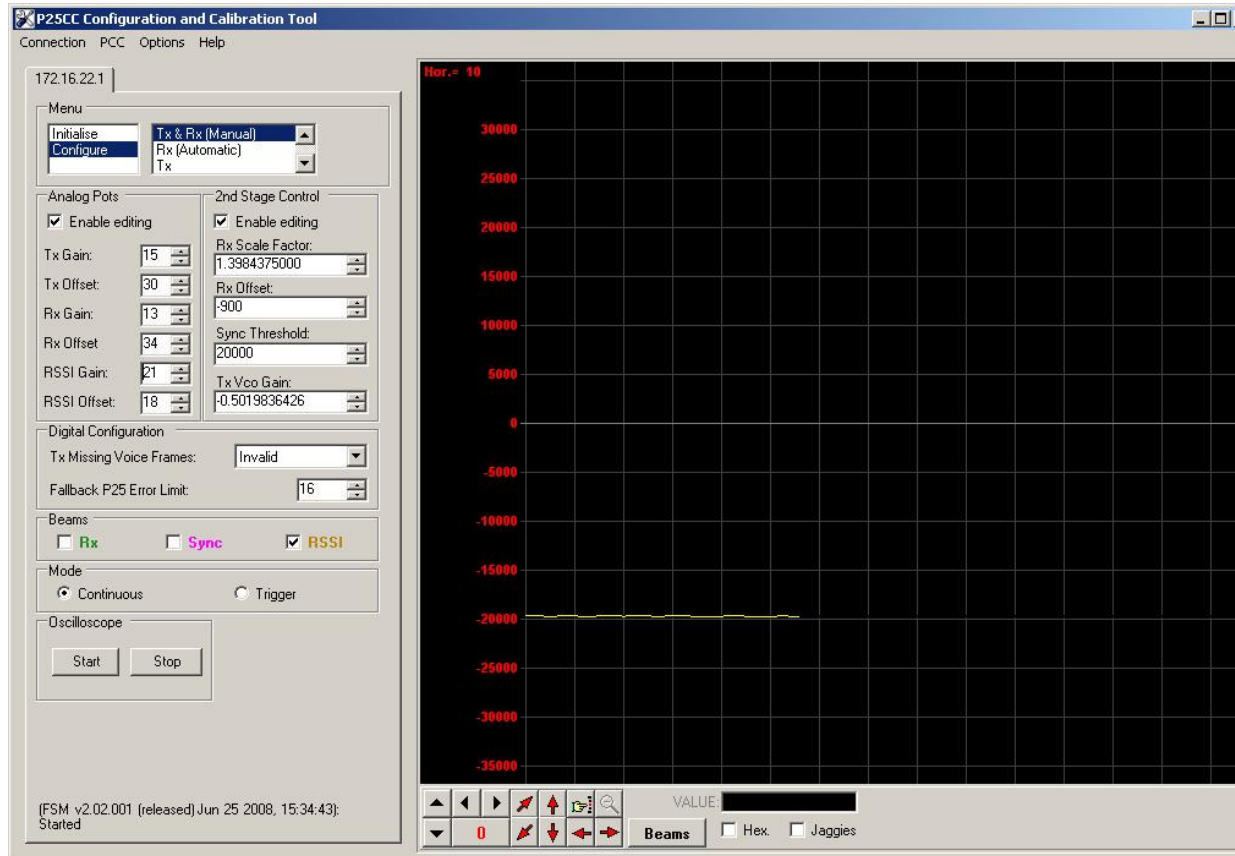 P25CC Configuration and Calibration Tool
Connection PCC Options Help
172.16.22.1
Menu
Initialise
Configure
Tx & Rx (Manual)
Rx (Automatic)
Tx
Analog Pots
Enable editing
Tx Gain: 15
Tx Offset: 30
Rx Gain: 13
Rx Offset 34
RSSI Gain: 21
RSSI Offset: 18
2nd Stage Control
Enable editing
Rx Scale Factor:
1.3984375000
Rx Offset:
-900
Sync Threshold:
20000
Tx Vco Gain:
-0.5019836426
Digital Configuration
Tx Missing Voice Frames: Invalid
Fallback P25 Error Limit: 16
Beams
Rx Sync RSSI
Mode
Continuous Trigger
Oscilloscope
Start Stop
(FSM v2.02.001 (released) Jun 25 2008, 15:34:43):
Started
Hor.= 10
30000
25000
20000
15000
10000
5000
0
-5000
-10000
-15000
-20000
-25000
-30000
-35000
VALUE:
0 Beams Hex. Jaggies